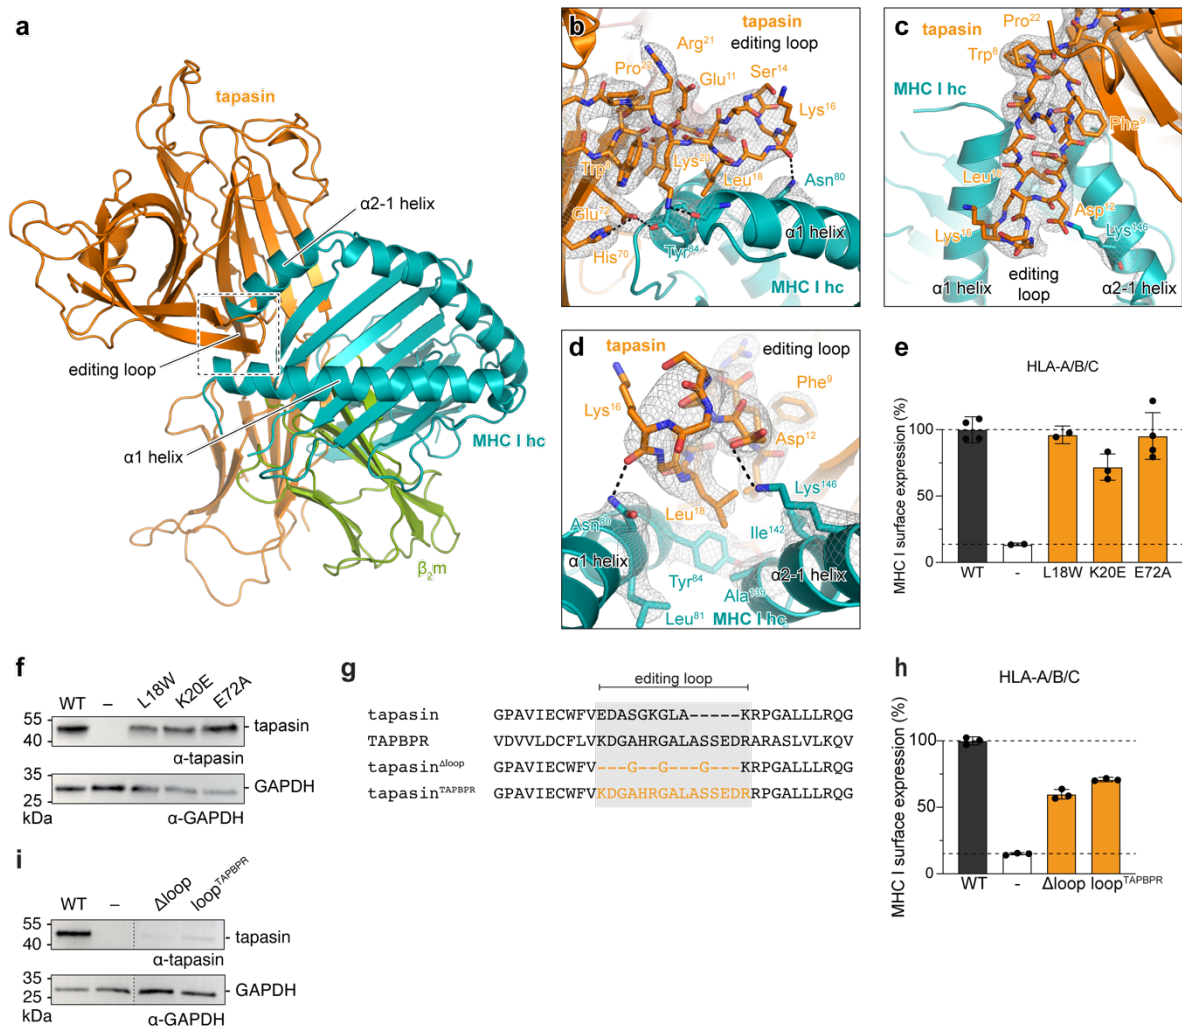 a
tapasin
α2-1 helix
editing loop
α1 helix
MHC I hc
β2m
b
tapasin
editing loop
Arg21
Pro22
Glu11
Ser14
Lys16
Trp8
Lys20
Leu18
Asn80
Glu72
α1 helix
His70
Tyr84
MHC I hc
c
tapasin
Pro22
Trp8
MHC I hc
Phe9
Leu18
Asp12
Lys16
Lys146
α1 helix
editing
loop
α2-1 helix
d
tapasin
editing loop
Phe9
Lys16
Asp12
Lys146
Leu18
Asn80
Ile142
α1 helix
α2-1 helix
Tyr84
Ala139
Leu81
MHC I hc
e
HLA-A/B/C
MHC I surface expression (%)
100
50
0
WT - L18W K20E E72A
f
WT – L18W K20E E72A
55
40
tapasin
α-tapasin
35
25
GAPDH
kDa
α-GAPDH
g
editing loop
tapasin GPAVIECWFVEDASGKGLA-----KRPGALLLRQG
TAPBPR VDVVLDCFLVKDGAHRGALASSEDRARASLVLKQV
tapasinΔloop GPAVIECWFV---G--G---G---KRPGALLLRQG
tapasinTAPBPR GPAVIECWFVKDGAHRGALASSEDRRPGALLLRQG
h
HLA-A/B/C
MHC I surface expression (%)
100
50
0
WT - Δloop loopTAPBPR
i
WT – Δloop loopTAPBPR
55
40
tapasin
α-tapasin
35
25
GAPDH
kDa
α-GAPDH